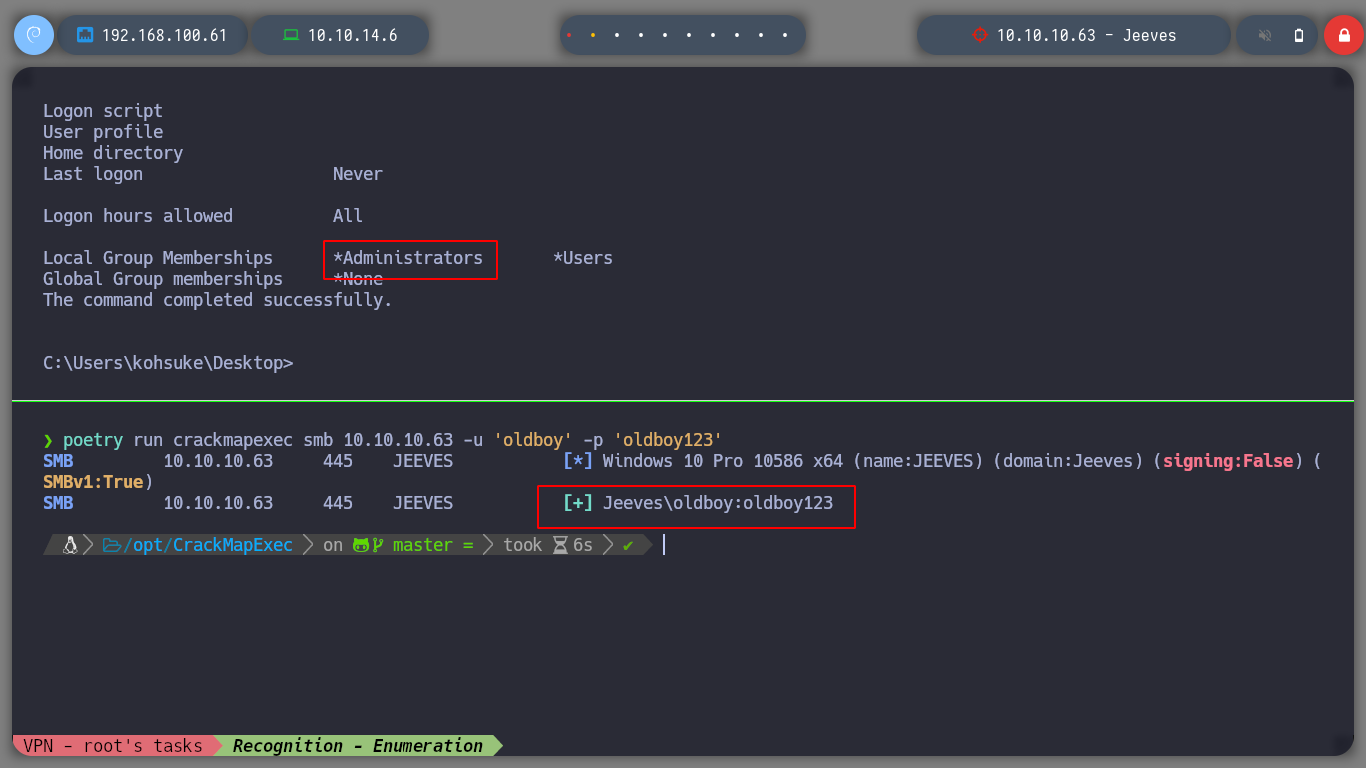 192.168.100.61 10.10.14.6 10.10.10.63 - Jeeves
Logon script
User profile
Home directory
Last logon Never
Logon hours allowed All
Local Group Memberships *Administrators *Users
Global Group memberships *None
The command completed successfully.
C:\Users\kohsuke\Desktop>
❯ poetry run crackmapexec smb 10.10.10.63 -u 'oldboy' -p 'oldboy123'
SMB 10.10.10.63 445 JEEVES [*] Windows 10 Pro 10586 x64 (name:JEEVES) (domain:Jeeves) (signing:False) (
SMBv1:True)
SMB 10.10.10.63 445 JEEVES [+] Jeeves\oldboy:oldboy123
/opt/CrackMapExec on master = took 6s ✔
VPN - root's tasks Recognition - Enumeration